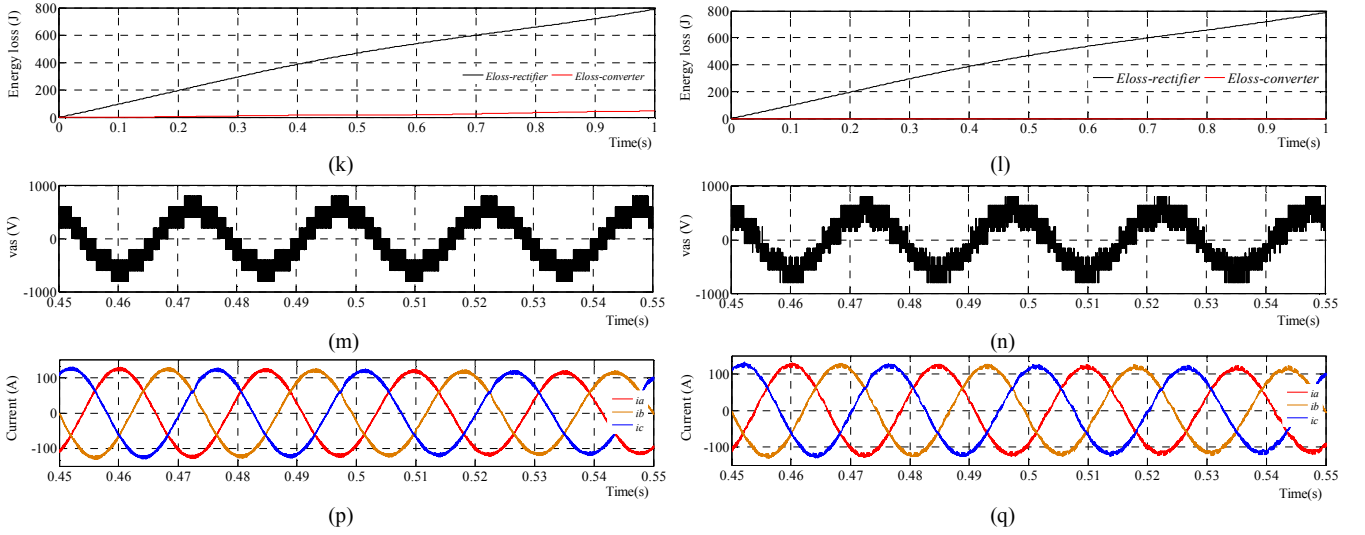 Energy loss (J)
800
600
400
200
0
Eloss-rectifier
Eloss-converter
0 0.1 0.2 0.3 0.4 0.5 0.6 0.7 0.8 0.9 1
Time(s)
(k)
Energy loss (J)
800
600
400
200
0
Eloss-rectifier
Eloss-converter
0 0.1 0.2 0.3 0.4 0.5 0.6 0.7 0.8 0.9 1
Time(s)
(l)
vas (V)
1000
0
-1000
0.45 0.46 0.47 0.48 0.49 0.5 0.51 0.52 0.53 0.54 0.55
Time(s)
(m)
vas (V)
1000
0
-1000
0.45 0.46 0.47 0.48 0.49 0.5 0.51 0.52 0.53 0.54 0.55
Time(s)
(n)
Current (A)
100
0
-100
ia
ib
ic
0.45 0.46 0.47 0.48 0.49 0.5 0.51 0.52 0.53 0.54 0.55
Time(s)
(p)
Current (A)
100
0
-100
ia
ib
ic
0.45 0.46 0.47 0.48 0.49 0.5 0.51 0.52 0.53 0.54 0.55
Time(s)
(q)